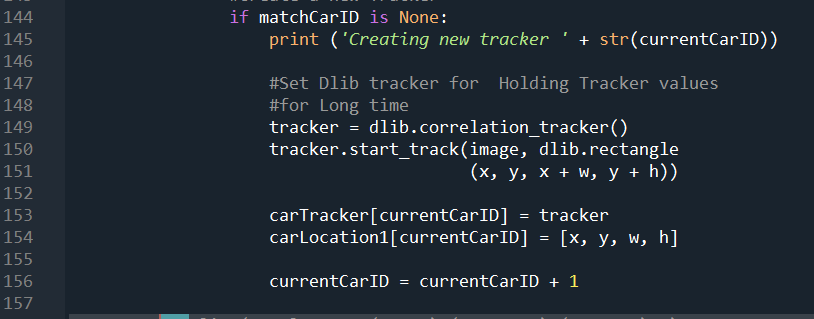 144 if matchCarID is None:
145 print ('Creating new tracker ' + str(currentCarID))
146
147 #Set Dlib tracker for  Holding Tracker values
148 #for Long time
149 tracker = dlib.correlation_tracker()
150 tracker.start_track(image, dlib.rectangle
151 (x, y, x + w, y + h))
152
153 carTracker[currentCarID] = tracker
154 carLocation1[currentCarID] = [x, y, w, h]
155
156 currentCarID = currentCarID + 1
157